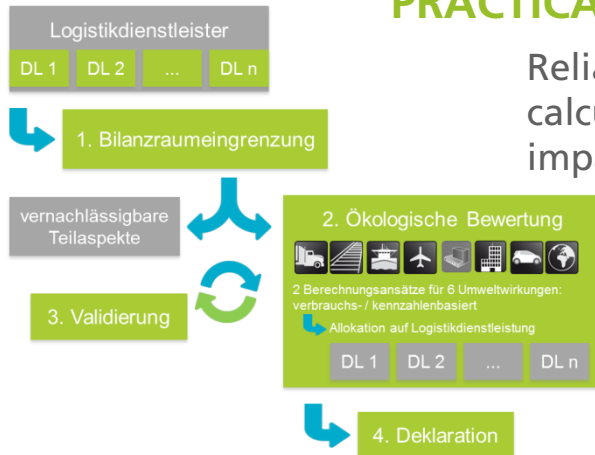 PRACTICA
Relia
calcu
impa
Logistikdienstleister
DL 1 DL 2 ... DL n
1. Bilanzraumeingrenzung
vernachlässigbare
Teilaspekte
2. Ökologische Bewertung
2 Berechnungsansätze für 6 Umweltwirkungen:
verbrauchs- / kennzahlenbasiert
Allokation auf Logistikdienstleistung
DL 1 DL 2 ... DL n
3. Validierung
4. Deklaration